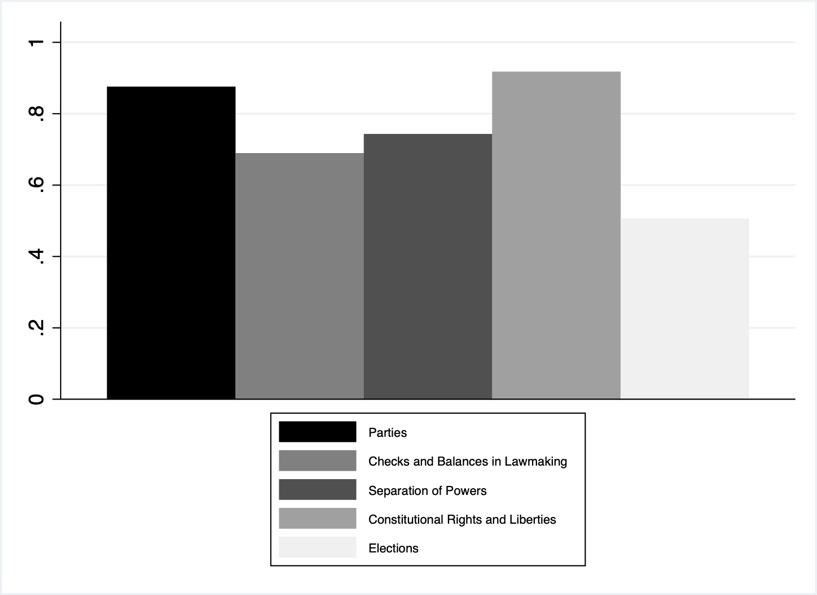 1
.8
.6
.4
.2
0
Parties
Checks and Balances in Lawmaking
Separation of Powers
Constitutional Rights and Liberties
Elections